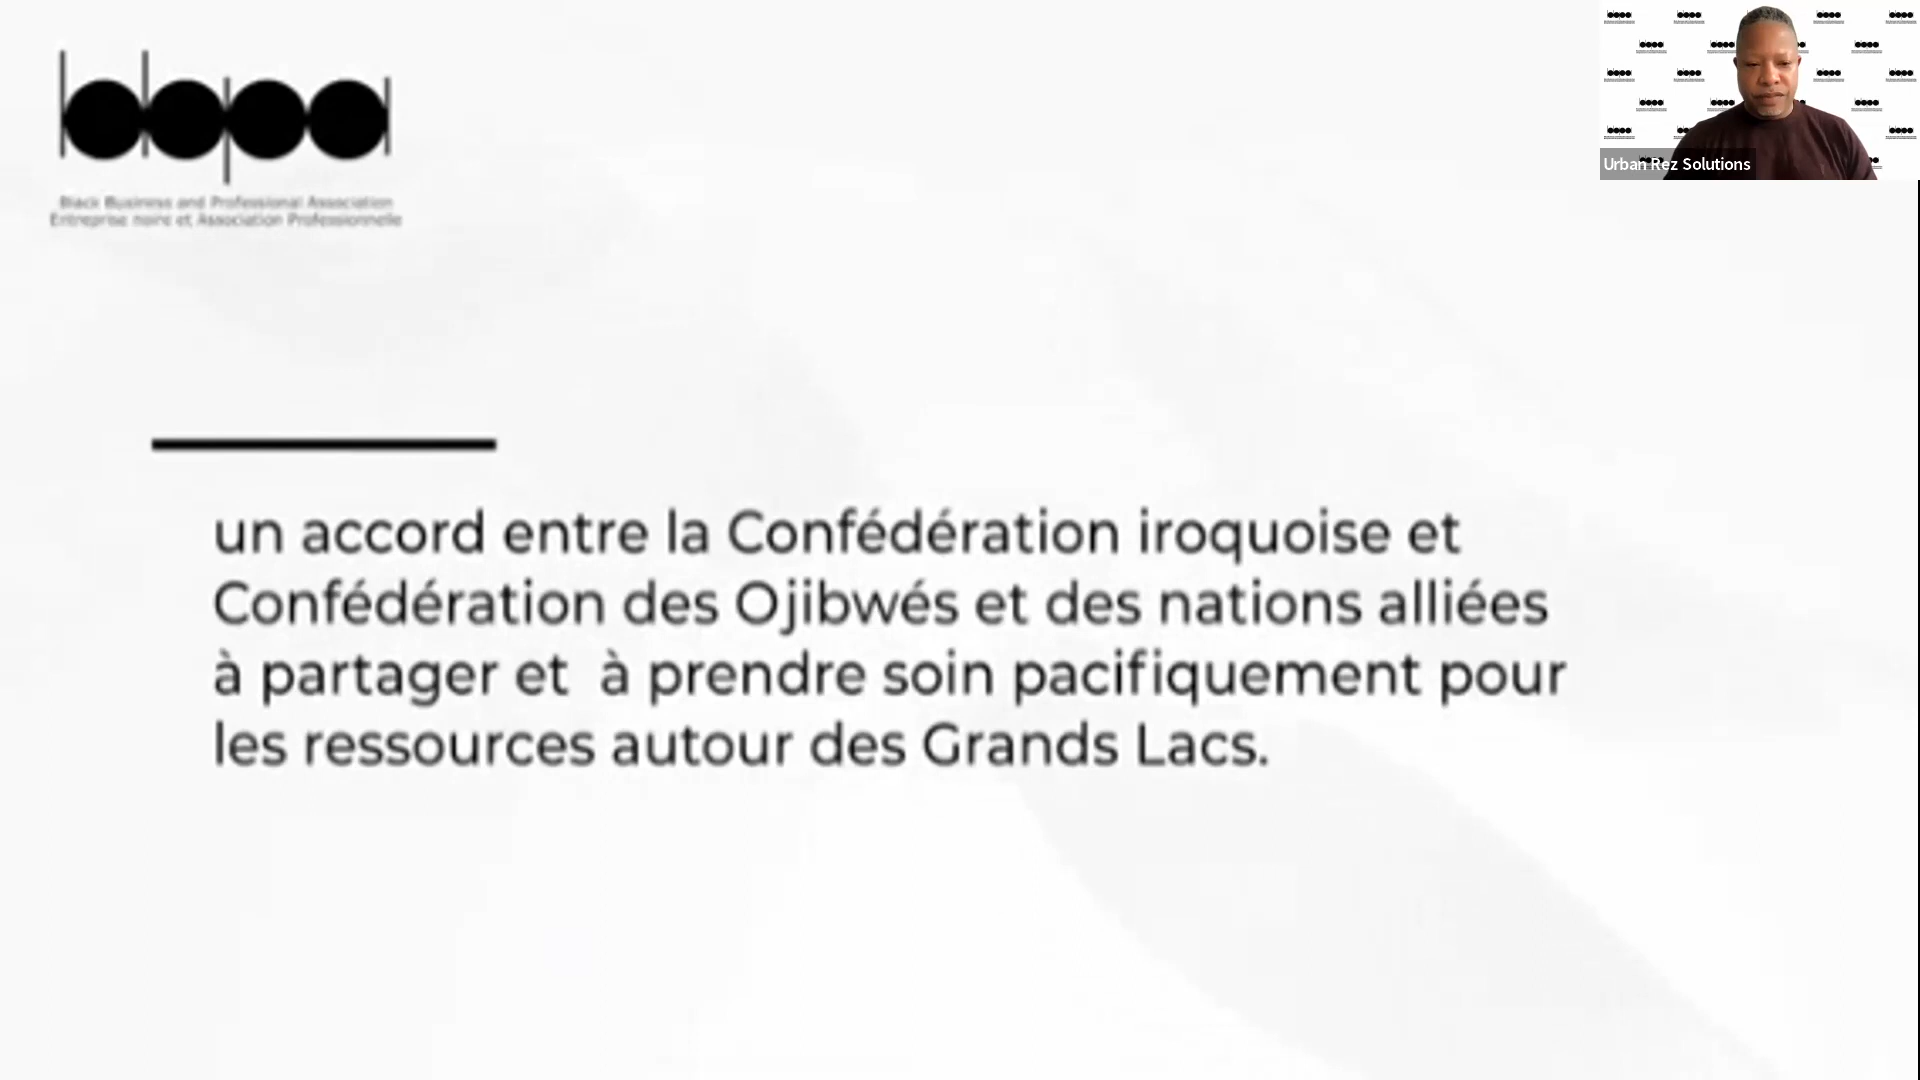 bbpa
Black Business and Professional Association
Entreprise noire et Association Professionnelle
Urban Rez Solutions
un accord entre la Confédération iroquoise et
Confédération des Ojibwés et des nations alliées
à partager et  à prendre soin pacifiquement pour
les ressources autour des Grands Lacs.